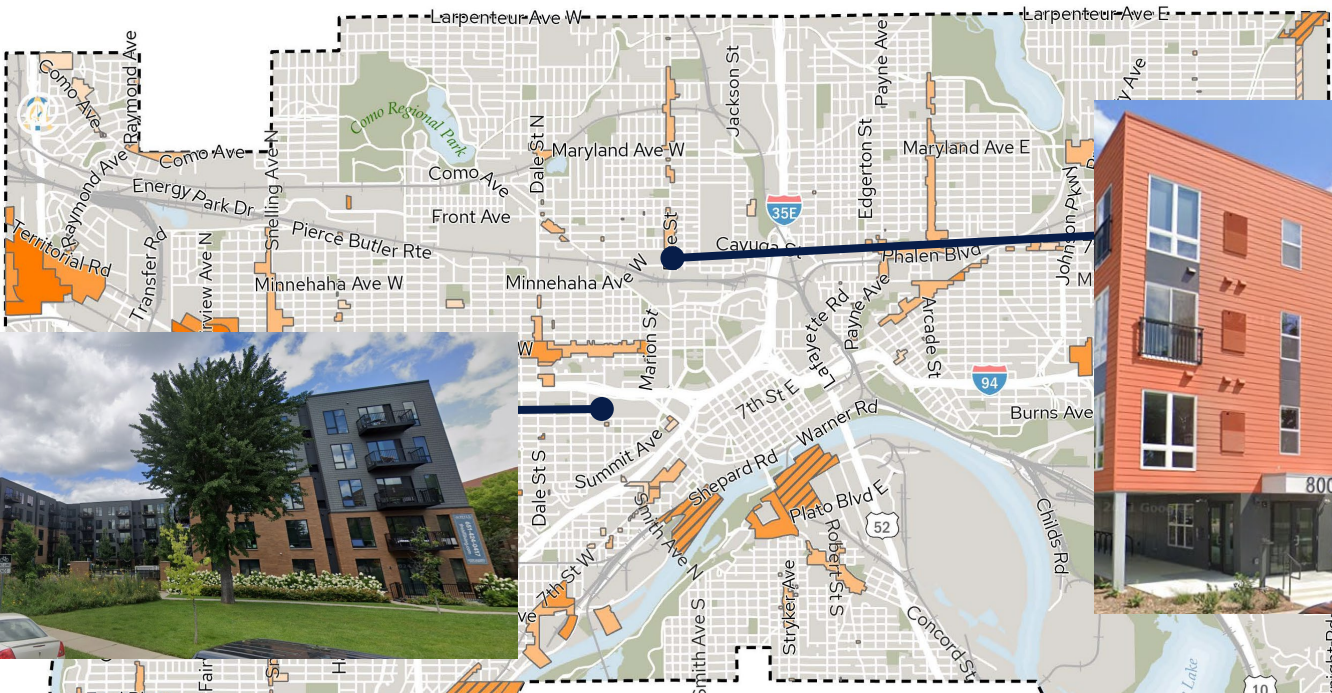 Larpenteur Ave W
Larpenteur Ave E
Como Ave
Raymond Ave
Como Regional Park
Jackson St
Payne Ave
Como Ave
Raymond Ave
Energy Park Dr
Snelling Ave N
Como Ave
Dale St N
Maryland Ave W
Edgerton St
Maryland Ave E
Front Ave
35E
Johnson Pkwy
Territorial Rd
Transfer Rd
Pierce Butler Rte
Cayuga St
Phalen Blvd
Minnehaha Ave W
Minnehaha Ave W
Marion St
Lafayette Rd
Payne Ave
Arcade St
94
7th St E
Burns Ave
Warner Rd
Summit Ave
Dale St S
Shepard Rd
Smith Ave N
Plato Blvd E
52
Childs Rd
Robert St S
7th St W
Stryker Ave
Smith Ave S
Concord St
Lake
10
800